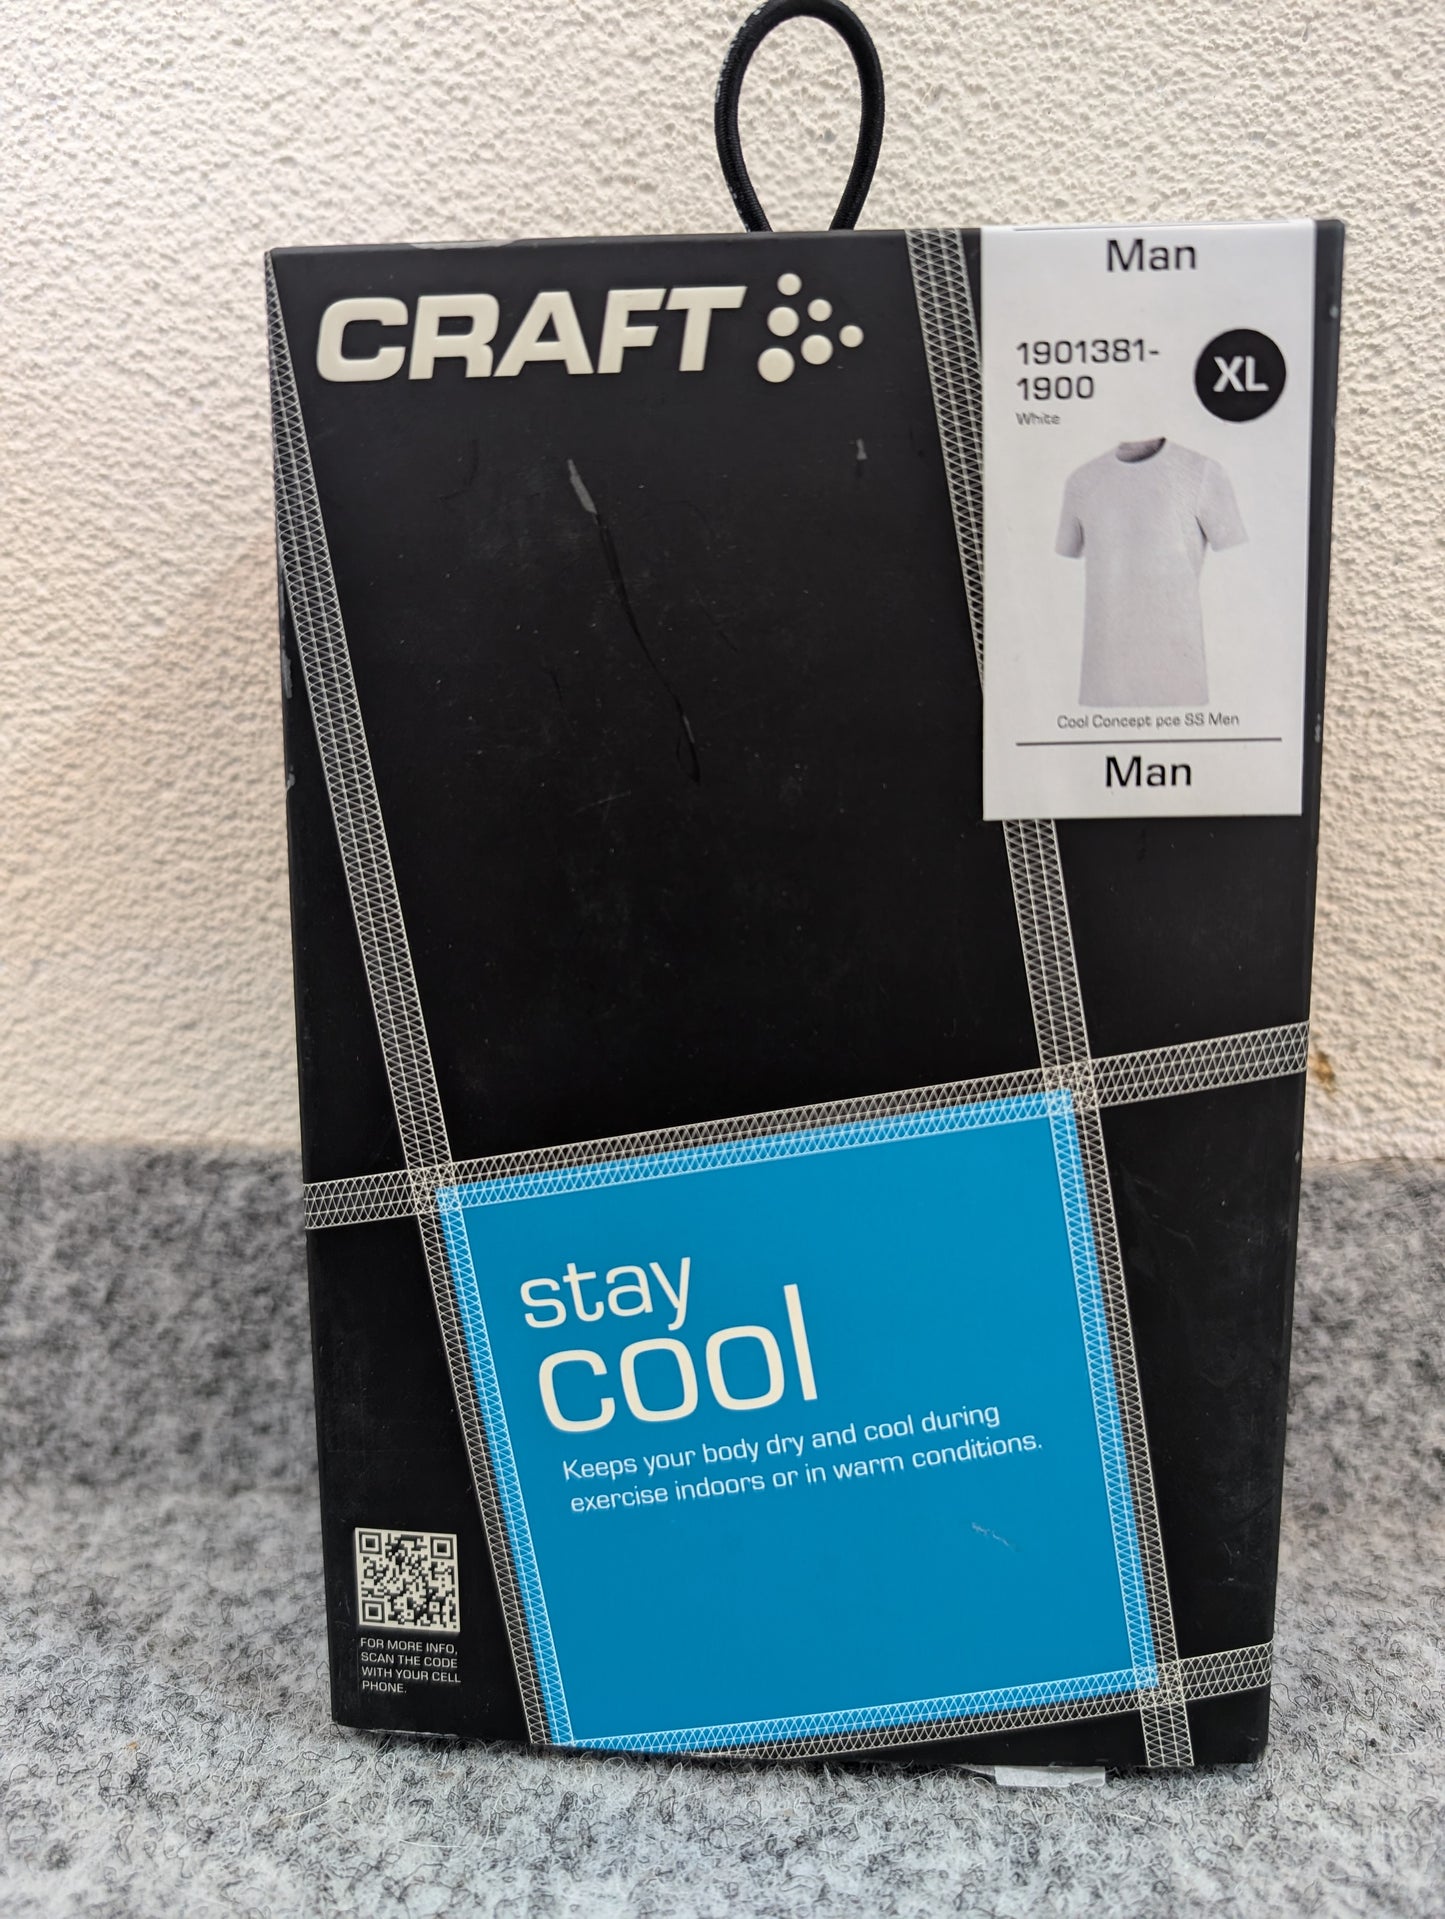 CRAFT
Man
1901381-
1900
White
XL
Cool Concept pce SS Men
Man
stay
cool
Keeps your body dry and cool during
exercise indoors or in warm conditions.
FOR MORE INFO,
SCAN THE CODE
WITH YOUR CELL
PHONE.